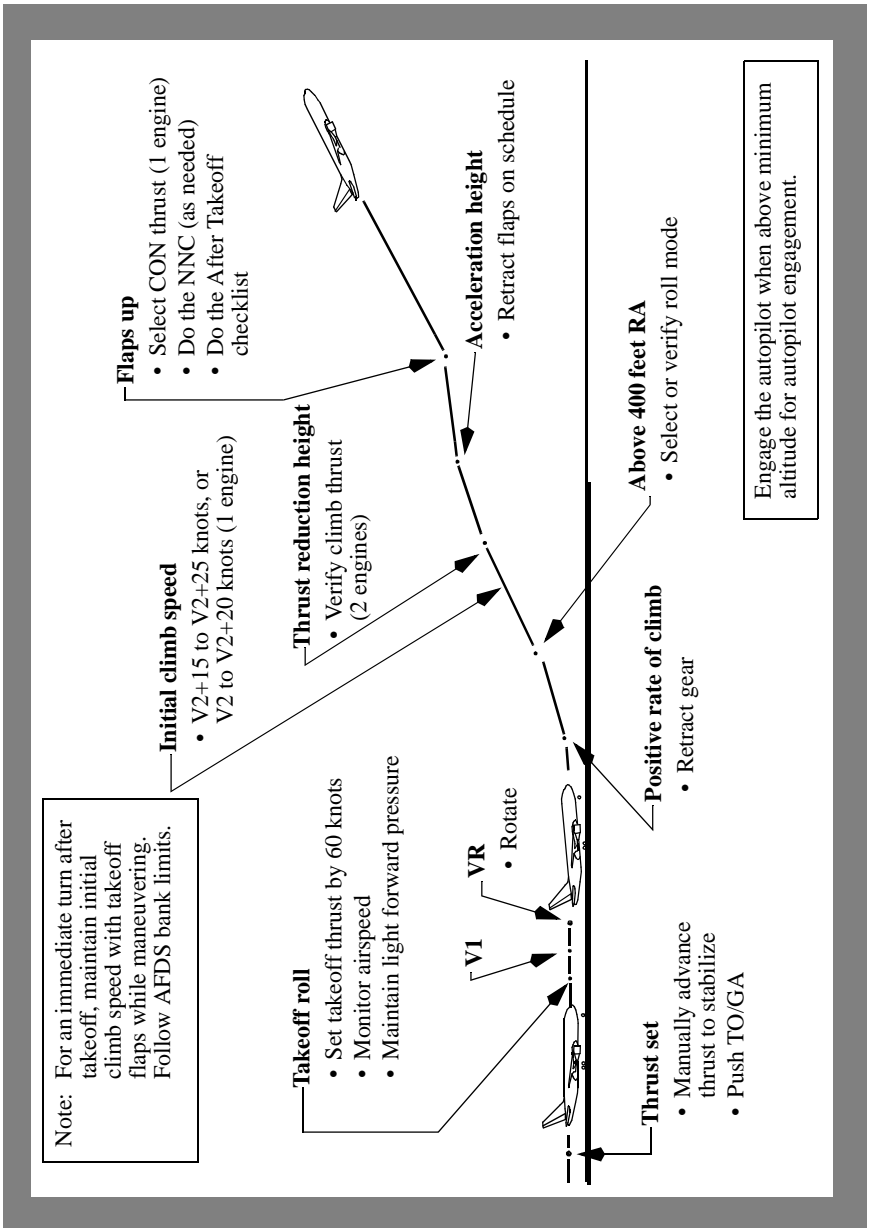 Note: For an immediate turn after
takeoff, maintain initial
climb speed with takeoff
flaps while maneuvering.
Follow AFDS bank limits.
Initial climb speed
• V2+15 to V2+25 knots, or
V2 to V2+20 knots (1 engine)
Flaps up
• Select CON thrust (1 engine)
• Do the NNC (as needed)
• Do the After Takeoff
checklist
Takeoff roll
• Set takeoff thrust by 60 knots
• Monitor airspeed
• Maintain light forward pressure
Thrust reduction height
• Verify climb thrust
(2 engines)
V1
VR
• Rotate
Acceleration height
• Retract flaps on schedule
Thrust set
• Manually advance
thrust to stabilize
• Push TO/GA
Positive rate of climb
• Retract gear
Above 400 feet RA
• Select or verify roll mode
Engage the autopilot when above minimum
altitude for autopilot engagement.